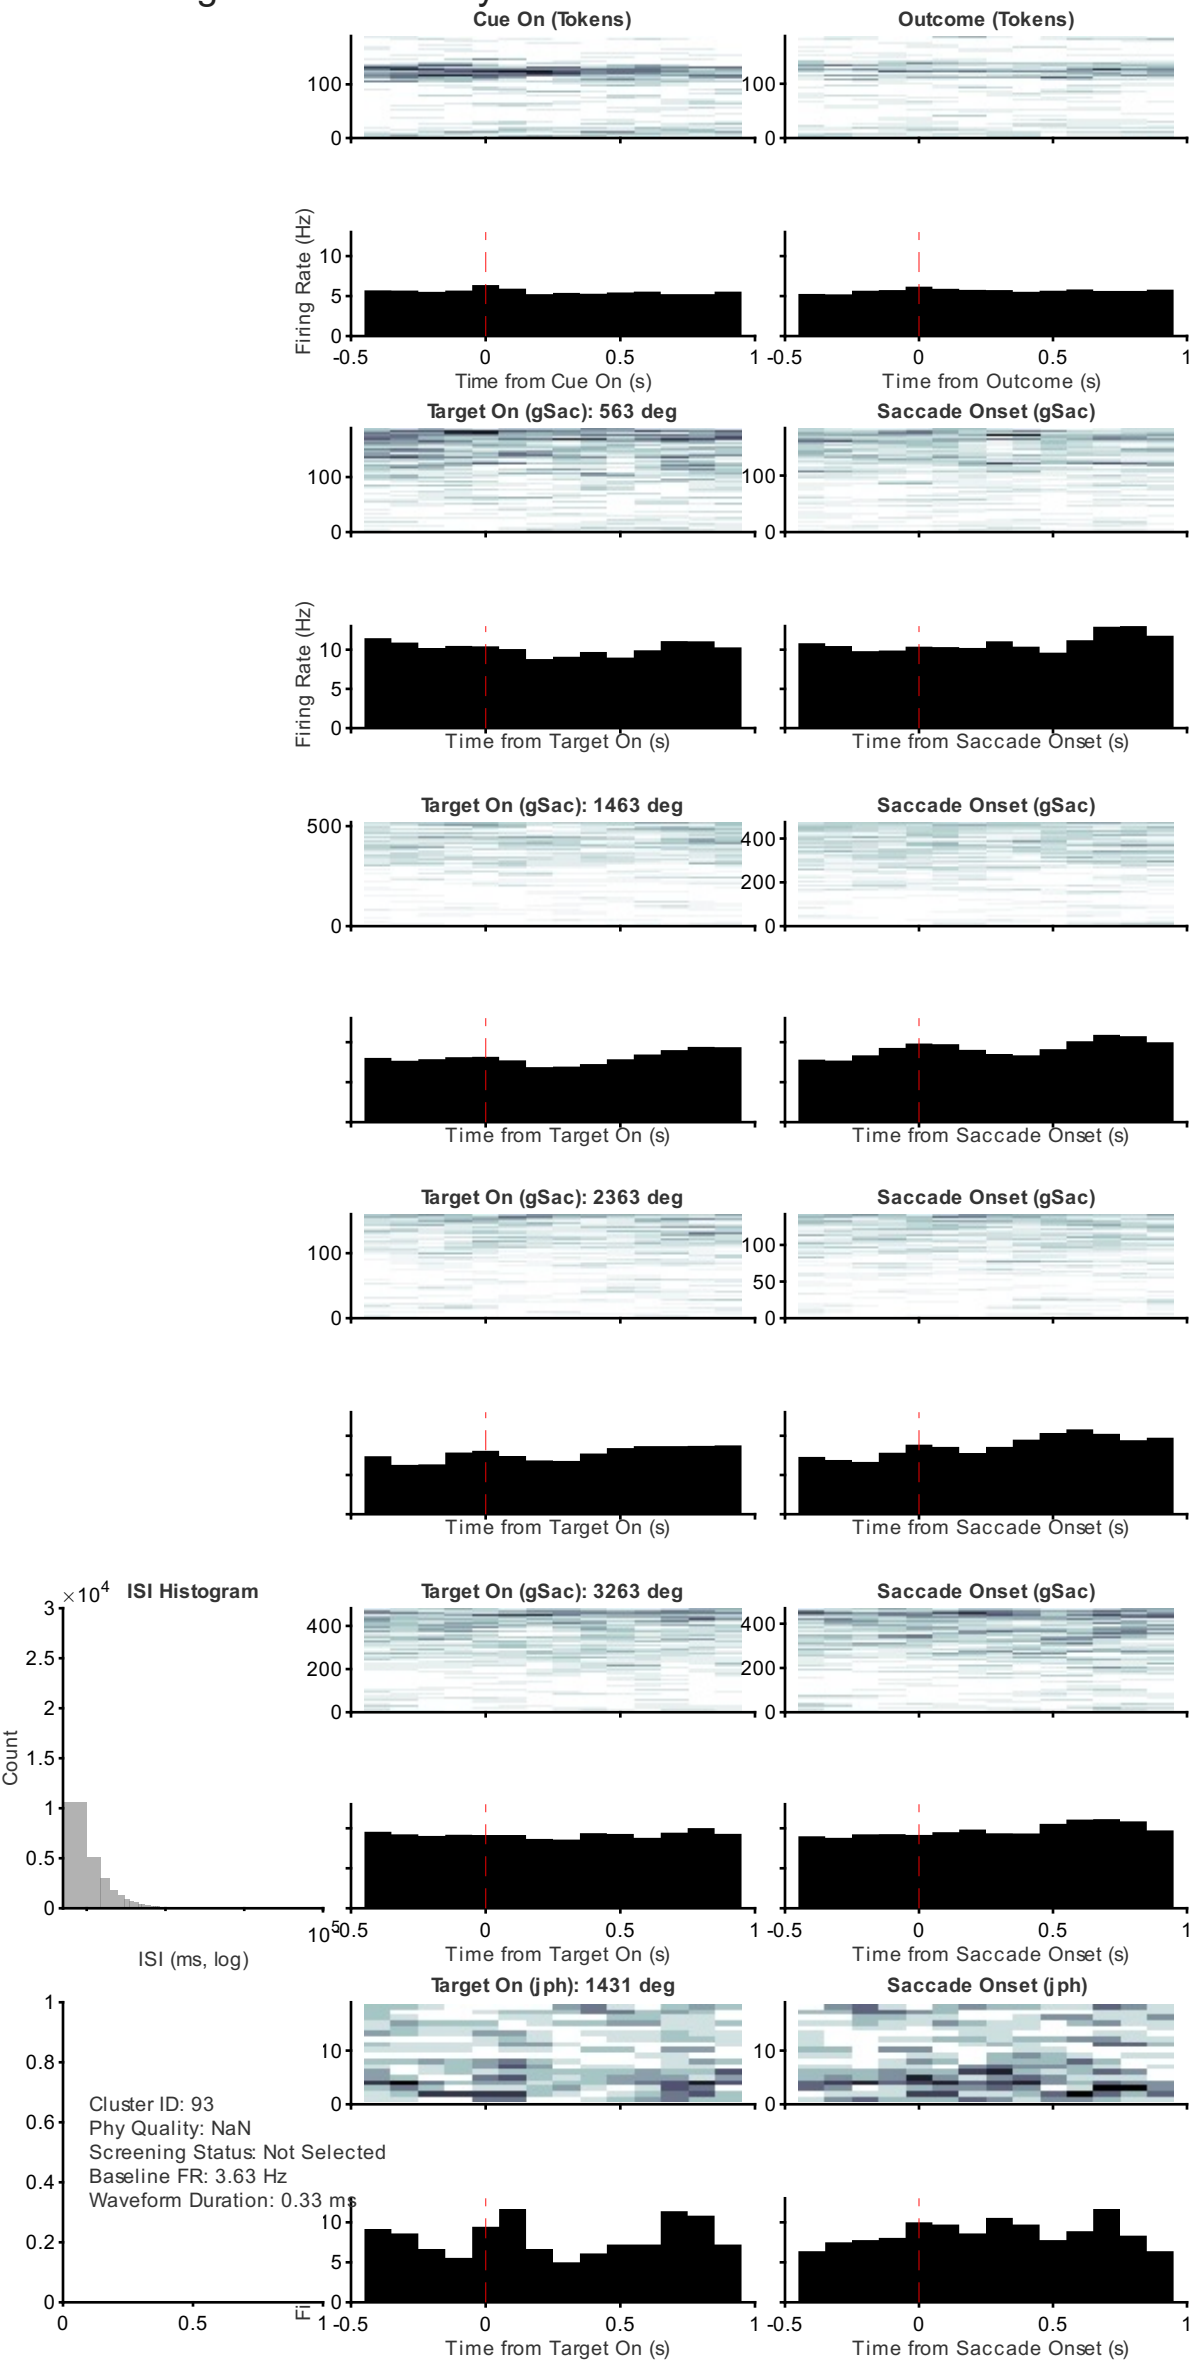 Cue On (Tokens)
Outcome (Tokens)
100
0
100
0
Firing Rate (Hz)
10
5
0
-0.5
0
0.5
1
-0.5
0
0.5
1
Time from Cue On (s)
Time from Outcome (s)
Target On (gSac): 563 deg
Saccade Onset (gSac)
100
0
100
0
Firing Rate (Hz)
10
5
0
Time from Target On (s)
Time from Saccade Onset (s)
Target On (gSac): 1463 deg
Saccade Onset (gSac)
500
0
400
200
0
Time from Target On (s)
Time from Saccade Onset (s)
Target On (gSac): 2363 deg
Saccade Onset (gSac)
100
0
100
50
0
Time from Target On (s)
Time from Saccade Onset (s)
×10⁴
ISI Histogram
3
2.5
2
1.5
1
0.5
0
Count
10⁵
ISI (ms, log)
Target On (gSac): 3263 deg
Saccade Onset (gSac)
400
200
0
400
200
0
-0.5
0
0.5
1
-0.5
0
0.5
1
Time from Target On (s)
Time from Saccade Onset (s)
Target On (jph): 1431 deg
Saccade Onset (jph)
10
0
10
0
1
0.8
0.6
0.4
0.2
0
0
0.5
1
Cluster ID: 93
Phy Quality: NaN
Screening Status: Not Selected
Baseline FR: 3.63 Hz
Waveform Duration: 0.33 ms
10
5
0
Fi
-0.5
0
0.5
1
-0.5
0
0.5
1
Time from Target On (s)
Time from Saccade Onset (s)